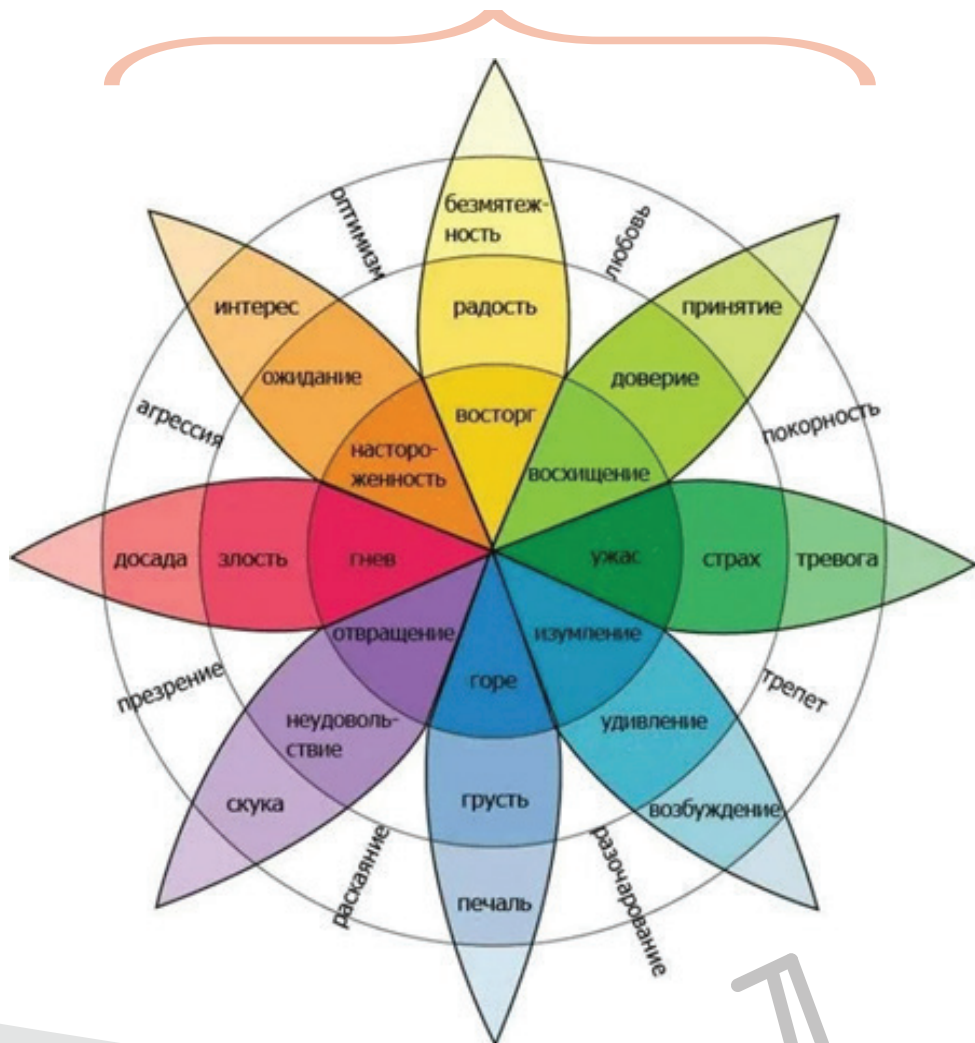 оптимизм
безмятеж-
ность
любовь
интерес
радость
принятие
ожидание
доверие
агрессия
восторг
покорность
насторо-
женность
восхищение
досада
злость
гнев
ужас
страх
тревога
отвращение
изумление
презрение
горе
трепет
неудоволь-
ствие
удивление
скука
грусть
возбуждение
раскаяние
печаль
разочарование